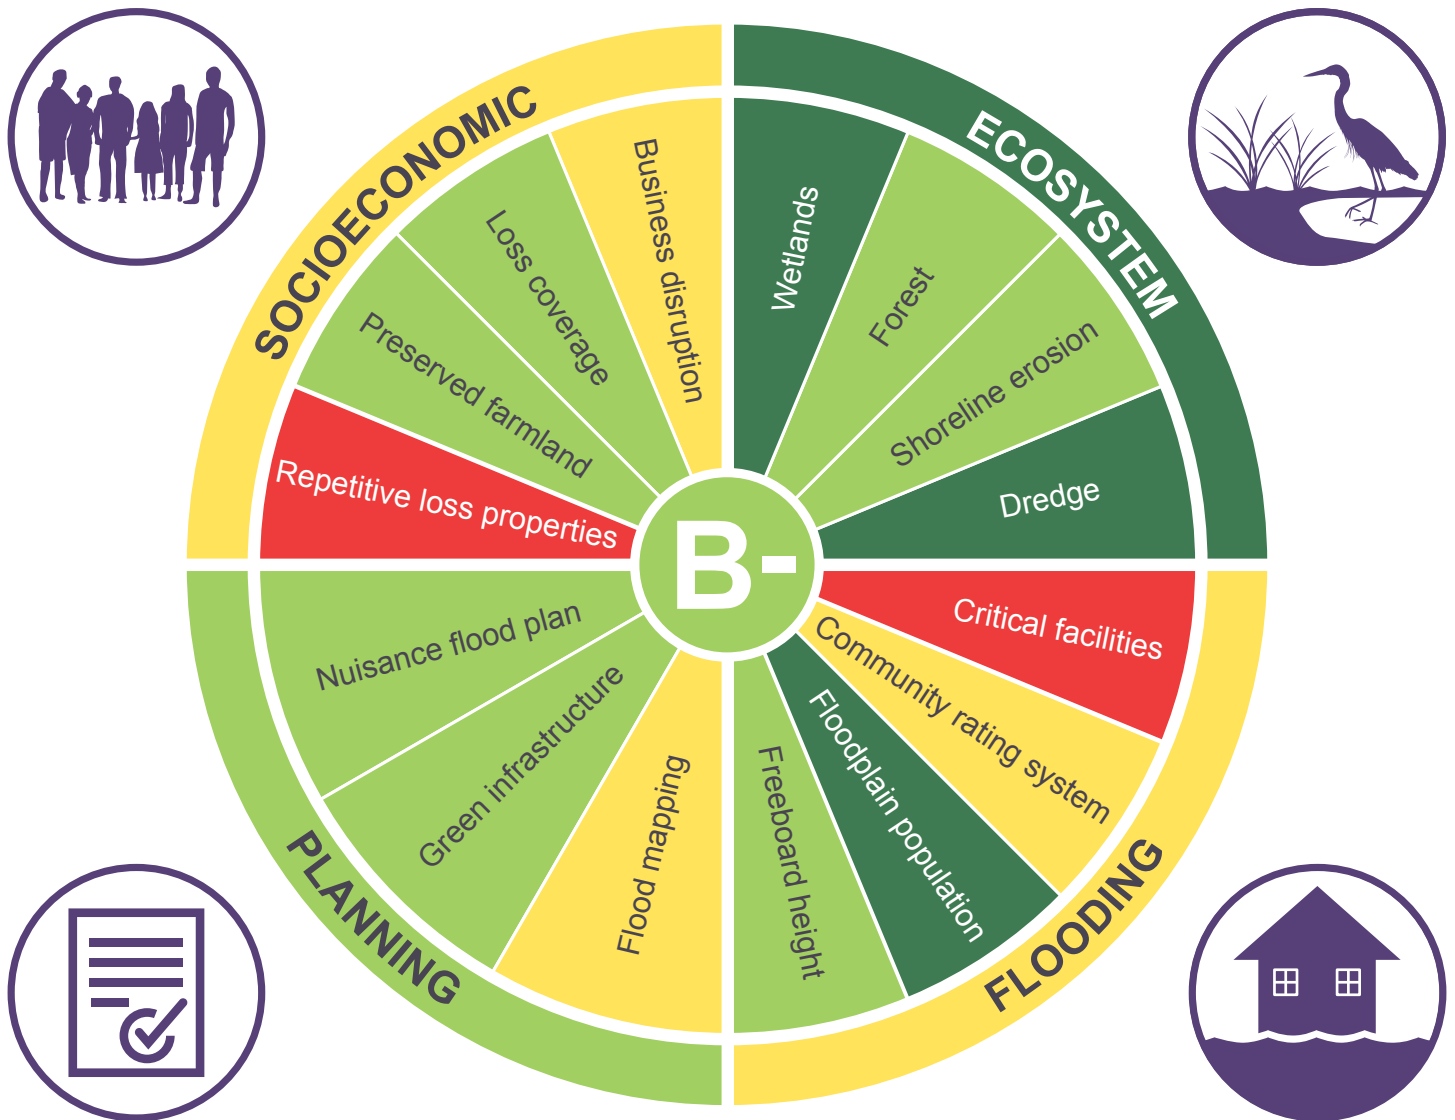 SOCIOECONOMIC
Repetitive loss properties
Preserved farmland
Loss coverage
Business disruption
ECOSYSTEM
Wetlands
Forest
Shoreline erosion
Dredge
B-
FLOODING
Critical facilities
Community rating system
Floodplain population
Freeboard height
PLANNING
Flood mapping
Green infrastructure
Nuisance flood plan